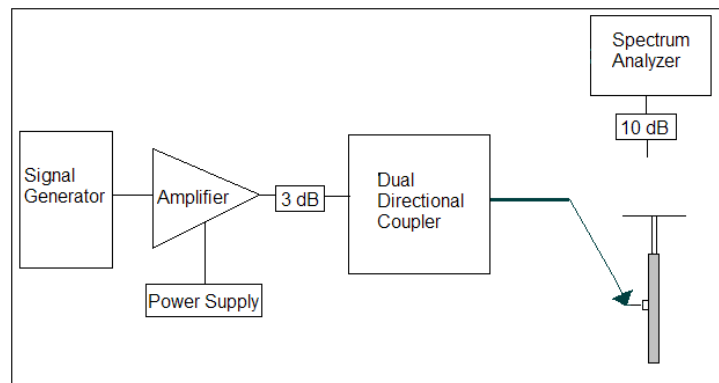 Spectrum
Analyzer
10 dB
Signal
Generator
Amplifier
3 dB
Dual
Directional
Coupler
Power Supply